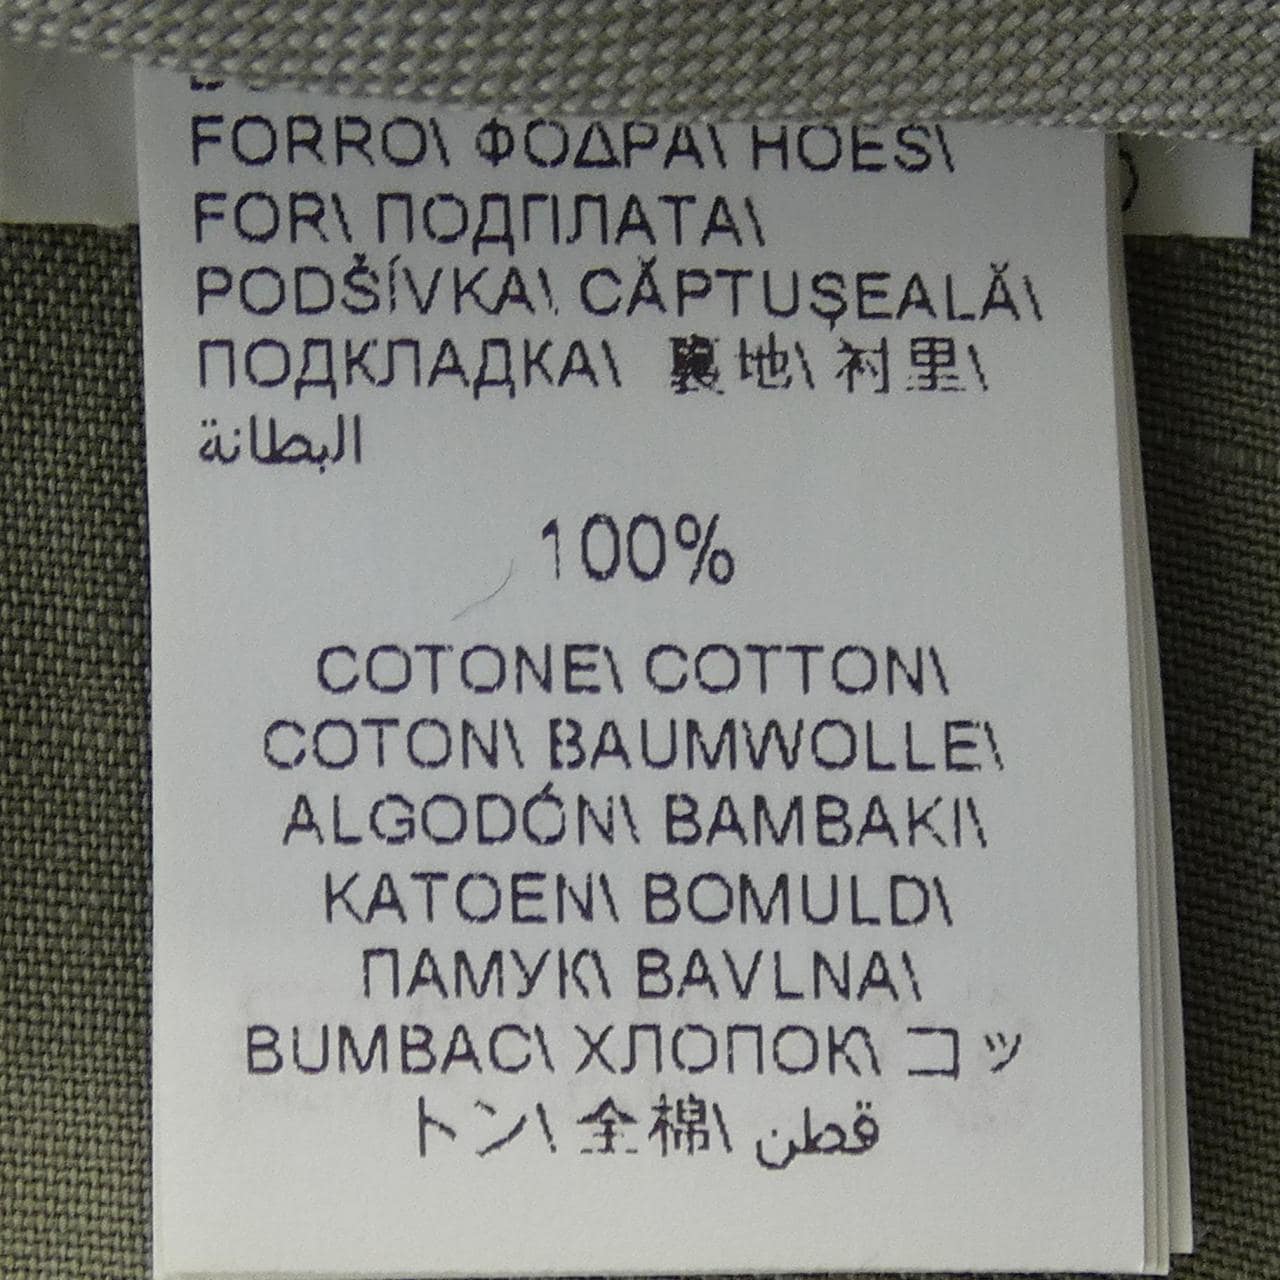 FORRO\ ΦΟΔΡΑ\ HOES\
FOR\ ПОДПЛАТА\
PODŠÍVKA\ CĂPTUŞEALĂ\
ПОДКЛАДКА\ 裏地\ 衬里\
البطانة
100%
COTONE\ COTTON\
COTON\ BAUMWOLLE\
ALGODÓN\ BAMBAKI\
KATOEN\ BOMULD\
ПАМУК\ BAVLNA\
BUMBAC\ ХЛОПОК\ コッ
トン\ 全棉\ قطن